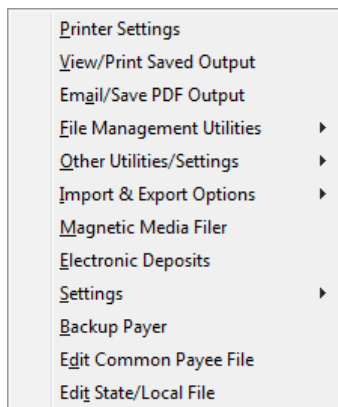 Printer Settings
View/Print Saved Output
Email/Save PDF Output
File Management Utilities
Other Utilities/Settings
Import & Export Options
Magnetic Media Filer
Electronic Deposits
Settings
Backup Payer
Edit Common Payee File
Edit State/Local File